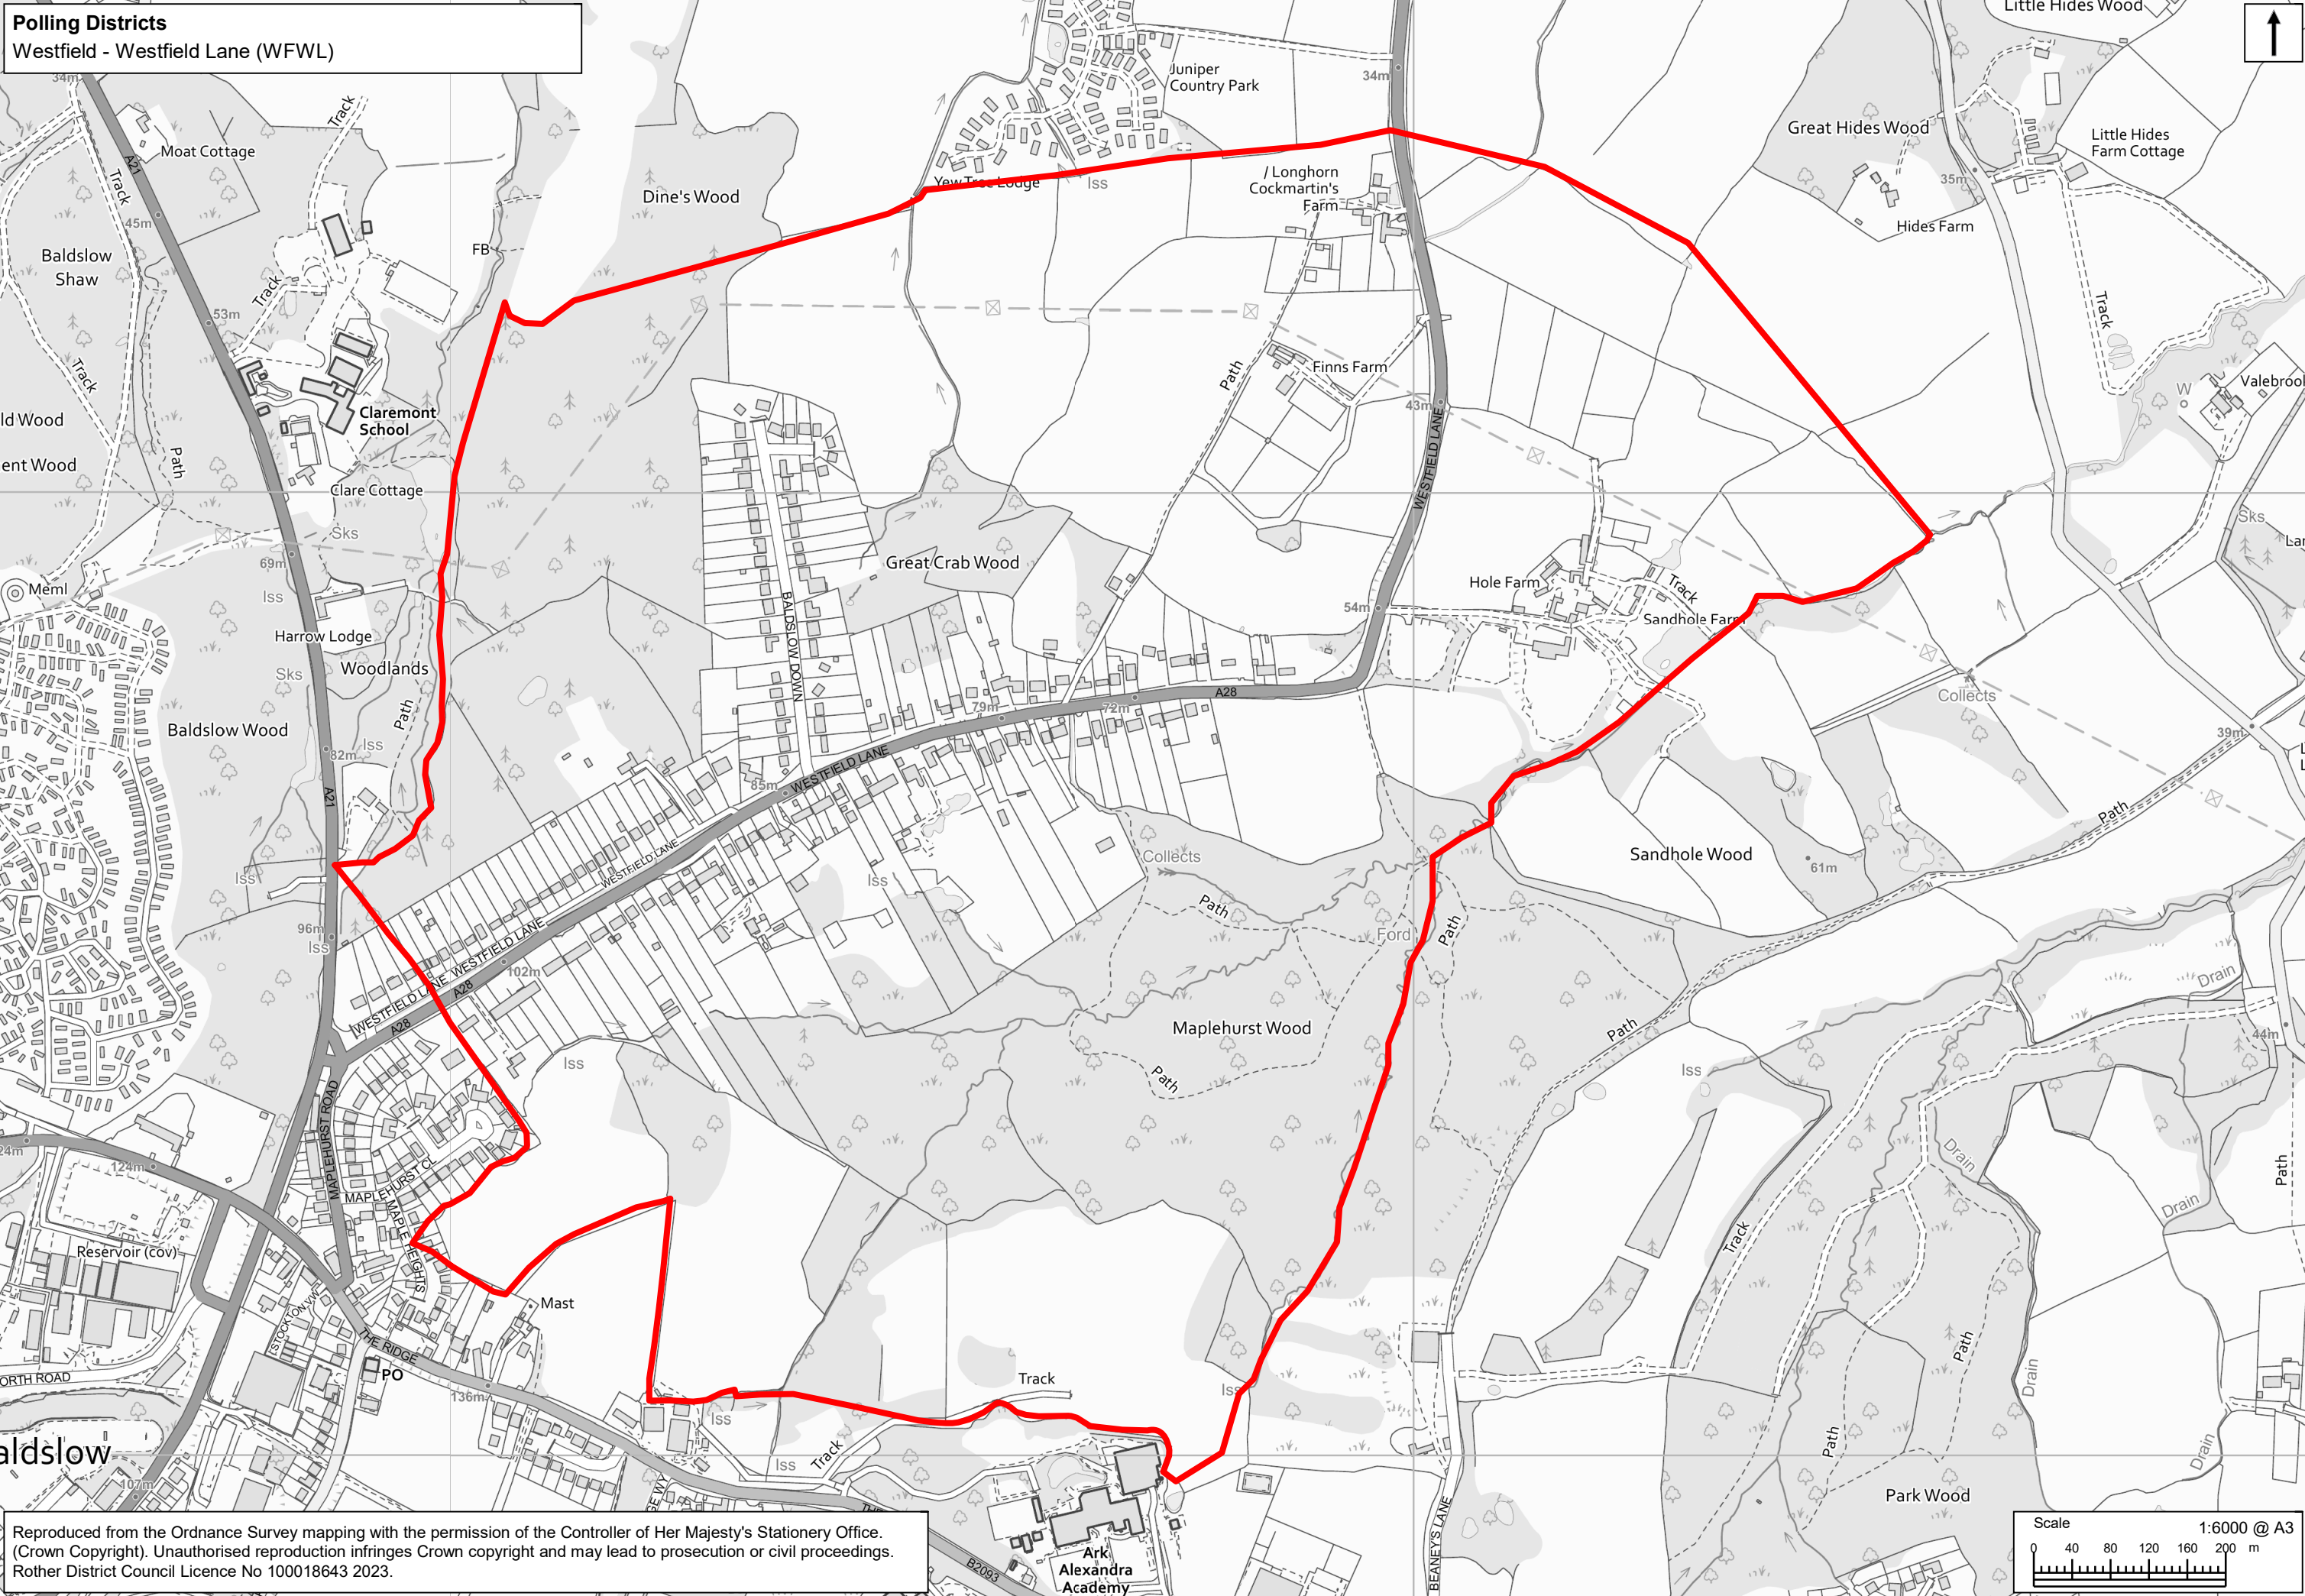 Polling Districts
Westfield - Westfield Lane (WFWL)
Little Hides Wood
34m
Juniper
Country Park
34m
Track
Moat Cottage
A21
Track
45m
Great Hides Wood
Little Hides
Farm Cottage
35m
Hides Farm
Dine's Wood
Yew Tree Lodge
Iss
/ Longhorn
Cockmartin's
Farm
Baldslow
Shaw
FB
Track
53m
Track
Track
Finns Farm
Path
43m
WESTFIELD LANE
W
Valebroo
Claremont
School
ld Wood
ent Wood
Path
Clare Cottage
Sks
Sks
Lar
69m
Meml
Iss
Great Crab Wood
Hole Farm
Track
54m
Sandhole Farm
BALDSLOW DOWN
Harrow Lodge
Woodlands
Sks
Path
Baldslow Wood
Collects
A28
72m
79m
82m
Iss
39m
L
L
A21
85m
WESTFIELD LANE
Path
WESTFIELD LANE
Collects
Sandhole Wood
61m
Iss
Iss
Path
Ford
Path
96m
Iss
WESTFIELD LANE
102m
WESTFIELD LANE
A28
A28
Drain
Maplehurst Wood
Path
44m
Iss
Path
Iss
MAPLEHURST ROAD
24m
124m
Drain
MAPLEHURST CL
MAPLE HEIGHTS
Path
Drain
Track
Reservoir (cov)
STOCKTON VW
Mast
THE RIDGE
PO
ORTH ROAD
136m
Path
Drain
Track
Iss
Iss
Track
Iss
Path
Drain
aldslow
107m
GE WY
THE
Park Wood
BEANEY'S LANE
Ark
Alexandra
Academy
B2093
Reproduced from the Ordnance Survey mapping with the permission of the Controller of Her Majesty's Stationery Office.
(Crown Copyright). Unauthorised reproduction infringes Crown copyright and may lead to prosecution or civil proceedings.
Rother District Council Licence No 100018643 2023.
Scale
1:6000 @ A3
0 40 80 120 160 200 m